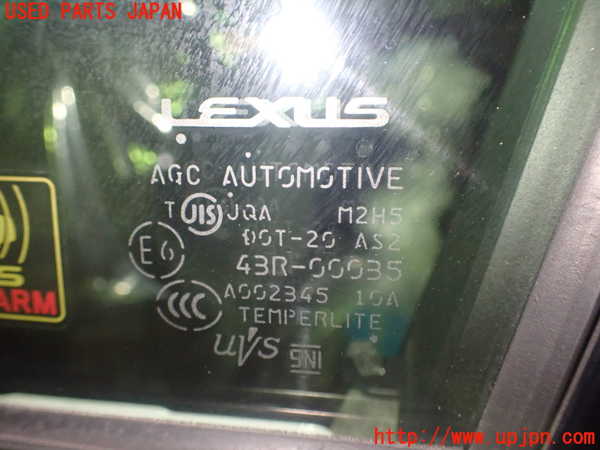 USED PARTS JAPAN
LEXUS
AGC AUTOMOTIVE
T JIS JQA M2H5
DOT-20 AS2
E6 43R-00035
CCC A002345 10A
TEMPERLITE
UVS SNI
S
ARM
http://www.upjpn.com/